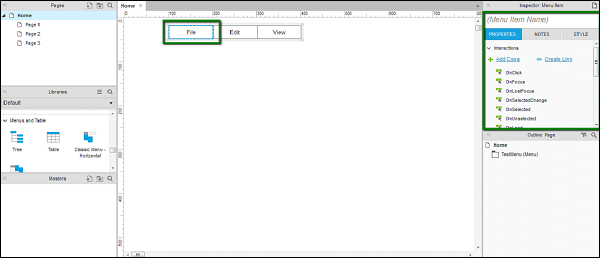 Pages
Home
Page 1
Page 2
Page 3
Libraries
Default
Menus and Table
Tree
Table
Classic Menu - Horizontal
Masters
Home
0 100 200 300 400 500 600 700
100
200
300
400
500
File Edit View
Inspector: Menu Item
(Menu Item Name)
PROPERTIES NOTES STYLE
Interactions
Add Case Create Link
OnClick
OnFocus
OnLostFocus
OnSelectedChange
OnSelected
OnUnselected
Outline: Page
Home
TestMenu (Menu)